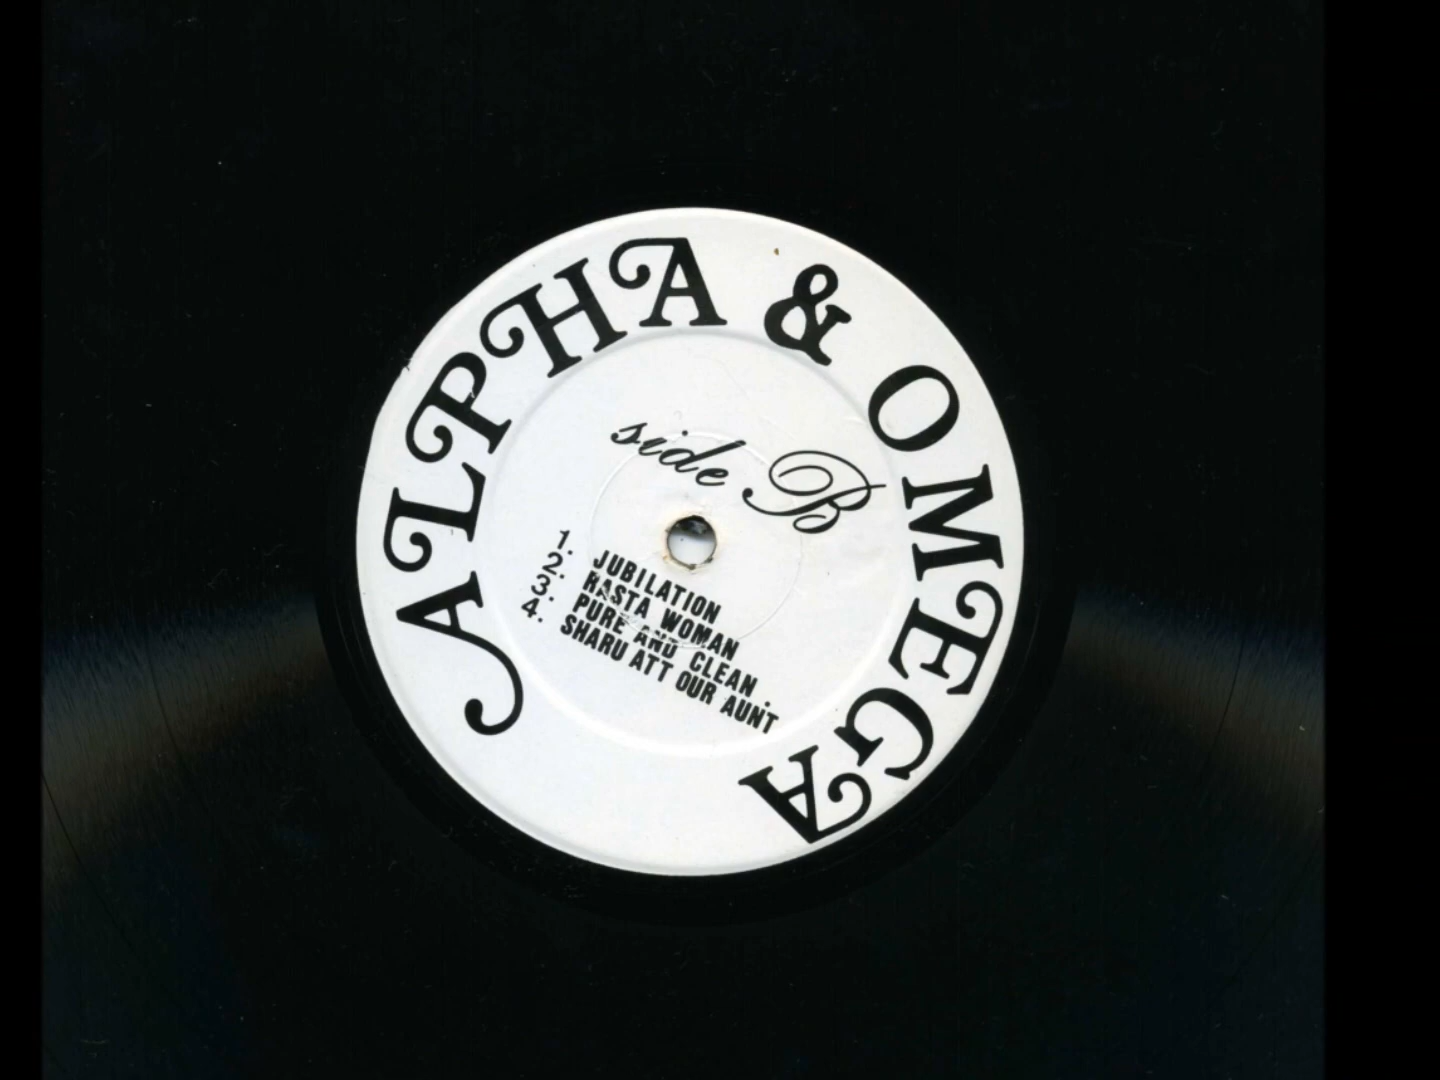 ALPHA & OMEGA
side B
1. JUBILATION
2. RASTA WOMAN
3. PURE AND CLEAN
4. SHARU ATT OUR AUNT